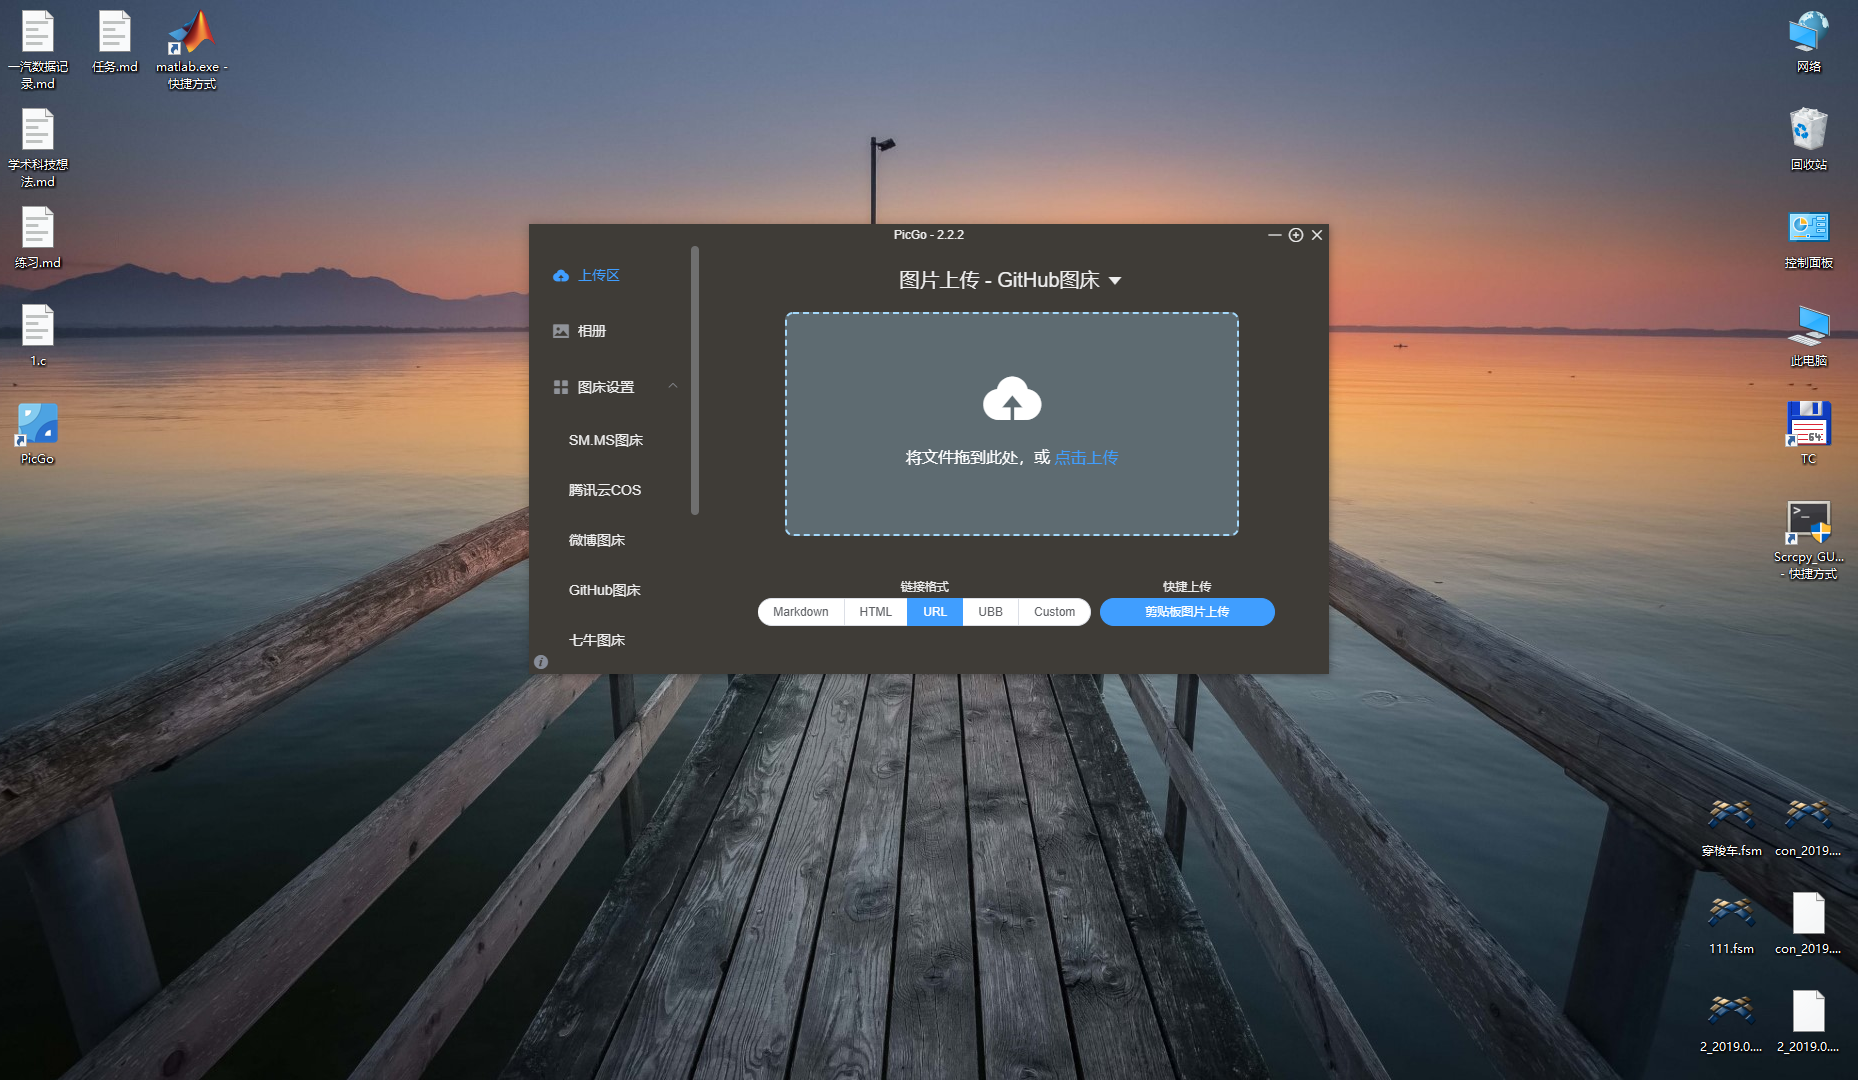 一汽数据记
录.md
任务.md
matlab.exe -
快捷方式
学术科技想
法.md
练习.md
1.c
PicGo
PicGo - 2.2.2
上传区
相册
图床设置
SM.MS图床
腾讯云COS
微博图床
GitHub图床
七牛图床
图片上传 - GitHub图床
将文件拖到此处，或 点击上传
链接格式
Markdown
HTML
URL
UBB
Custom
快捷上传
剪贴板图片上传
网络
回收站
控制面板
此电脑
64
TC
Scrcpy_GU...
- 快捷方式
穿梭车.fsm
con_2019....
111.fsm
con_2019....
2_2019.0....
2_2019.0....